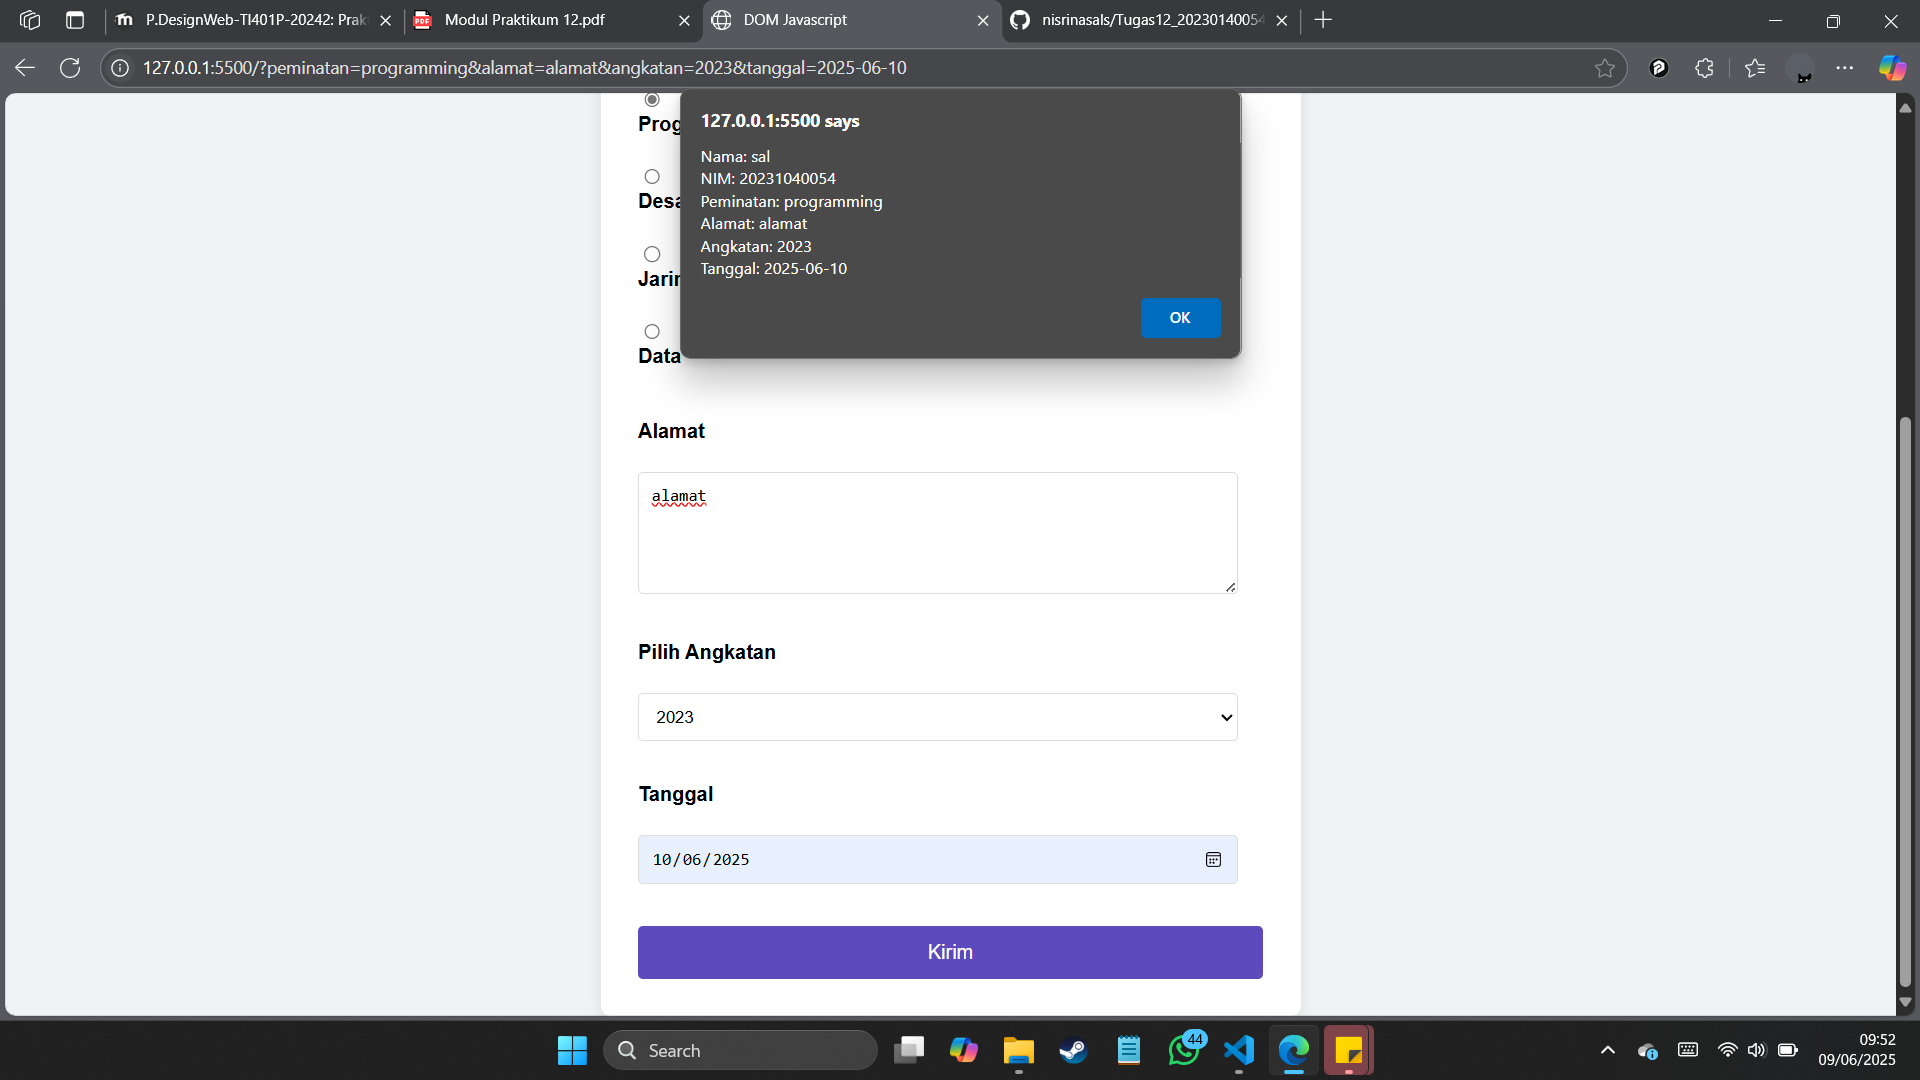 P.DesignWeb-TI401P-20242: Prak
Modul Praktikum 12.pdf
DOM Javascript
nisrinasals/Tugas12_20230140054
127.0.0.1:5500/?peminatan=programming&alamat=alamat&angkatan=2023&tanggal=2025-06-10
127.0.0.1:5500 says
Nama: sal
NIM: 20231040054
Peminatan: programming
Alamat: alamat
Angkatan: 2023
Tanggal: 2025-06-10
OK
Prog
Desa
Jarin
Data
Alamat
alamat
Pilih Angkatan
2023
Tanggal
10/06/2025
Kirim
Search
44
09:52
09/06/2025